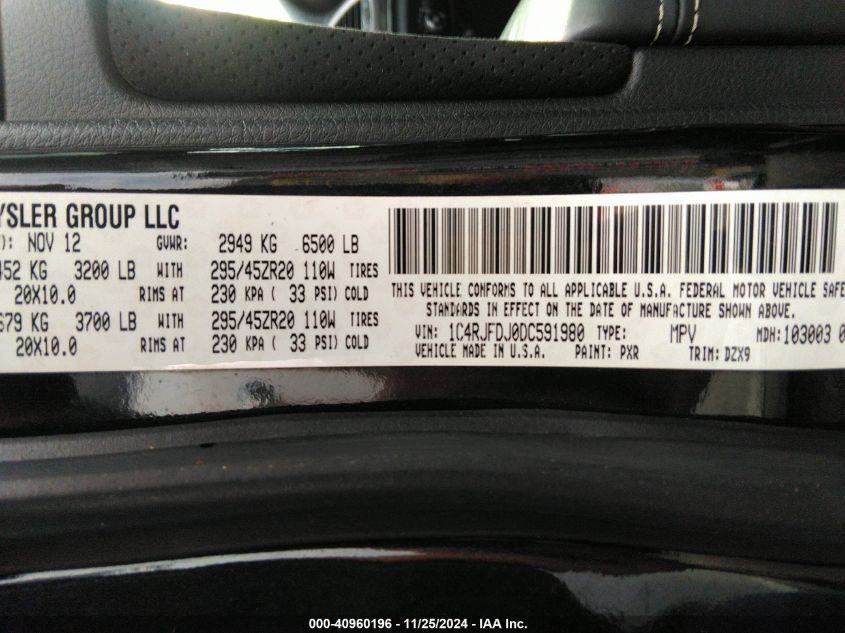 YSLER GROUP LLC
): NOV 12 GVWR: 2949 KG 6500 LB
452 KG 3200 LB WITH 295/45ZR20 110W TIRES
20X10.0 RIMS AT 230 KPA ( 33 PSI) COLD
679 KG 3700 LB WITH 295/45ZR20 110W TIRES
20X10.0 RIMS AT 230 KPA ( 33 PSI) COLD
THIS VEHICLE CONFORMS TO ALL APPLICABLE U.S.A. FEDERAL MOTOR VEHICLE SAFE
STANDARDS IN EFFECT ON THE DATE OF MANUFACTURE SHOWN ABOVE.
VIN: 1C4RJFDJ0DC591980 TYPE: MPV MDH: 103003 0
VEHICLE MADE IN U.S.A. PAINT: PXR TRIM: DZX9
000-40960196 - 11/25/2024 - IAA Inc.